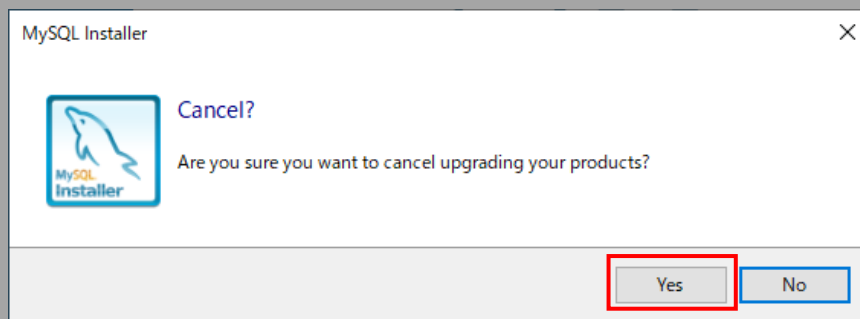 MySQL Installer
Cancel?
Are you sure you want to cancel upgrading your products?
MySQL
Installer
Yes
No